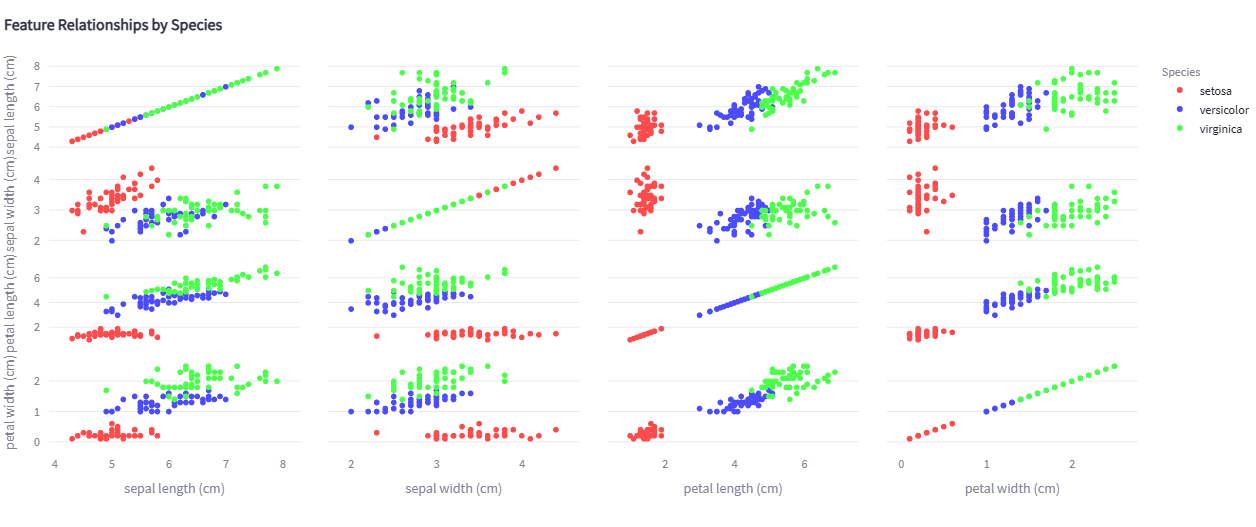 Feature Relationships by Species
sepal length (cm)
8
7
6
5
4
sepal width (cm)
4
3
2
petal length (cm)
6
4
2
petal width (cm)
2
1
0
4 5 6 7 8
2 3 4
2 4 6
0 1 2
sepal length (cm)
sepal width (cm)
petal length (cm)
petal width (cm)
Species
setosa
versicolor
virginica